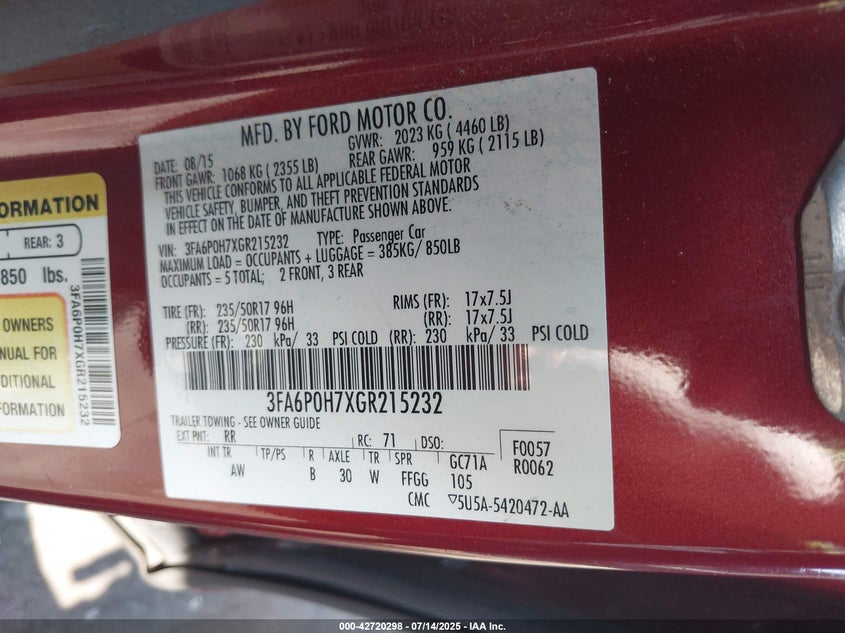 MFD. BY FORD MOTOR CO.
DATE: 08/15
GVWR: 2023 KG ( 4460 LB)
FRONT GAWR: 1068 KG ( 2355 LB)
REAR GAWR: 959 KG ( 2115 LB)
THIS VEHICLE CONFORMS TO ALL APPLICABLE FEDERAL MOTOR
VEHICLE SAFETY, BUMPER, AND THEFT PREVENTION STANDARDS
IN EFFECT ON THE DATE OF MANUFACTURE SHOWN ABOVE.
VIN: 3FA6P0H7XGR215232 TYPE: Passenger Car
MAXIMUM LOAD = OCCUPANTS + LUGGAGE = 385KG/ 850LB
OCCUPANTS = 5 TOTAL; 2 FRONT, 3 REAR
TIRE (FR): 235/50R17 96H RIMS (FR): 17x7.5J
(RR): 235/50R17 96H (RR): 17x7.5J
PRESSURE (FR): 230 kPa/ 33 PSI COLD (RR): 230 kPa/ 33 PSI COLD
3FA6P0H7XGR215232
TRAILER TOWING - SEE OWNER GUIDE
EXT PNT: RR RC: 71 DSO: F0057
INT TR TP/PS R AXLE TR SPR GC71A R0062
AW B 30 W FFGG 105
CMC 5U5A-5420472-AA
ORMATION
REAR: 3
850 lbs.
OWNERS
NUAL FOR
DITIONAL
FORMATION
3FA6P0H7XGR215232
000-42720298 - 07/14/2025 - IAA Inc.